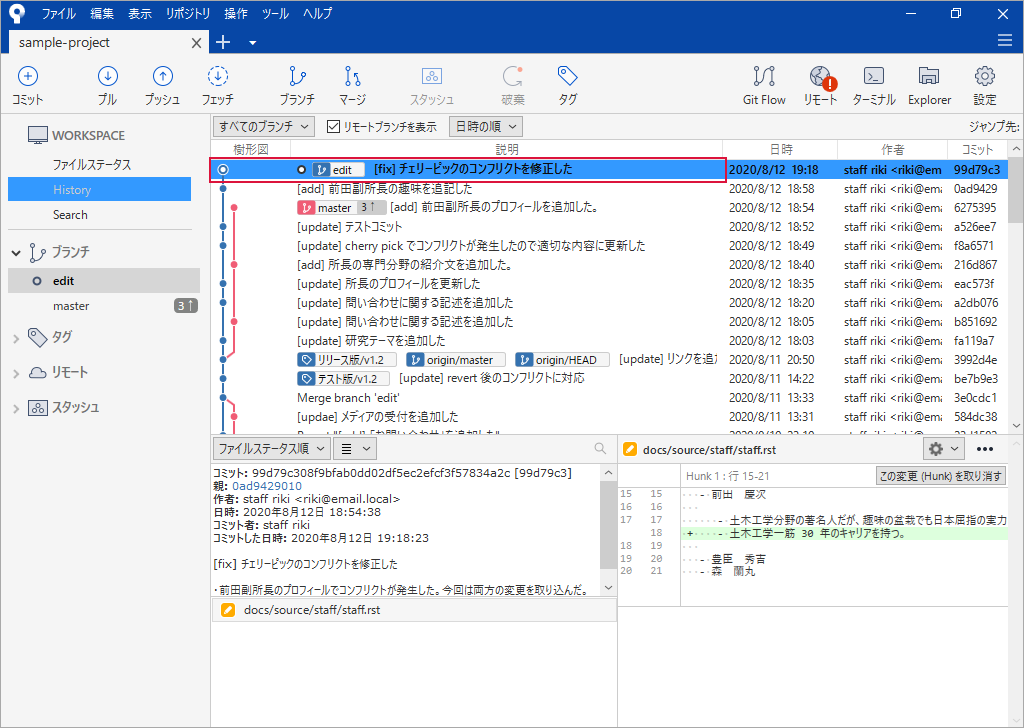 ファイル 編集 表示 リポジトリ 操作 ツール ヘルプ
sample-project
コミット プル プッシュ フェッチ ブランチ マージ スタッシュ 破棄 タグ Git Flow リモート ターミナル Explorer 設定
WORKSPACE
ファイルステータス
History
Search
ブランチ
edit
master 3↑
タグ
リモート
スタッシュ
すべてのブランチ リモートブランチを表示 日時の順 ジャンプ先:
樹形図 説明 日時 作者 コミット
edit [fix] チェリーピックのコンフリクトを修正した 2020/8/12 19:18 staff riki <riki@em 99d79c3
[add] 前田副所長の趣味を追記した 2020/8/12 18:58 staff riki <riki@ema 0ad9429
master 3↑ [add] 前田副所長のプロフィールを追加した。 2020/8/12 18:54 staff riki <riki@ema 6275395
[update] テストコミット 2020/8/12 18:52 staff riki <riki@ema a526ee7
[update] cherry pick でコンフリクトが発生したので適切な内容に更新した 2020/8/12 18:49 staff riki <riki@ema f8a6571
[add] 所長の専門分野の紹介文を追加した。 2020/8/12 18:40 staff riki <riki@ema 216d867
[update] 所長のプロフィールを更新した 2020/8/12 18:35 staff riki <riki@ema eac573f
[update] 問い合わせに関する記述を追加した 2020/8/12 18:20 staff riki <riki@ema a2db076
[update] 問い合わせに関する記述を追加した 2020/8/12 18:05 staff riki <riki@ema b851692
[update] 研究テーマを追加した 2020/8/12 18:03 staff riki <riki@ema fa119a7
リリース版/v1.2 origin/master origin/HEAD [update] リンクを追加 2020/8/11 20:50 staff riki <riki@ema 3992d4e
テスト版/v1.2 [update] revert 後のコンフリクトに対応 2020/8/11 14:22 staff riki <riki@ema be7b9e3
Merge branch 'edit' 2020/8/11 13:33 staff riki <riki@ema 3e0cdc1
[updae] メディアの受付を追加した 2020/8/11 13:31 staff riki <riki@ema 584dc38
ファイルステータス順
コミット: 99d79c308f9bfab0dd02df5ec2efcf3f57834a2c [99d79c3]
親: 0ad9429010
作者: staff riki <riki@email.local>
日時: 2020年8月12日 18:54:38
コミット者: staff riki
コミットした日時: 2020年8月12日 19:18:23
[fix] チェリーピックのコンフリクトを修正した
・前田副所長のプロフィールでコンフリクトが発生した。今回は両方の変更を取り込んだ。
docs/source/staff/staff.rst
docs/source/staff/staff.rst
Hunk 1 : 行 15-21 この変更 (Hunk) を取り消す
15 15 ···-·前田 慶次
16 16 ···
17 17 ·····-·土木工学分野の著名人だが、趣味の盆栽でも日本屈指の実力
18 +····-·土木工学一筋 30 年のキャリアを持つ。
18 19 ···
19 20 ···-·豊臣 秀吉
20 21 ···-·森 蘭丸